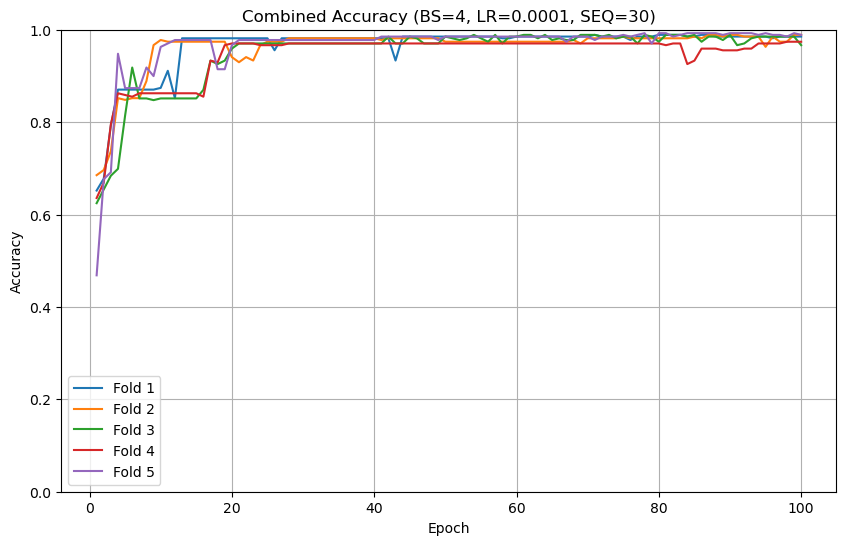 Combined Accuracy (BS=4, LR=0.0001, SEQ=30)
1.0
0.8
0.6
0.4
0.2
0.0
Accuracy
Fold 1
Fold 2
Fold 3
Fold 4
Fold 5
0 20 40 60 80 100
Epoch